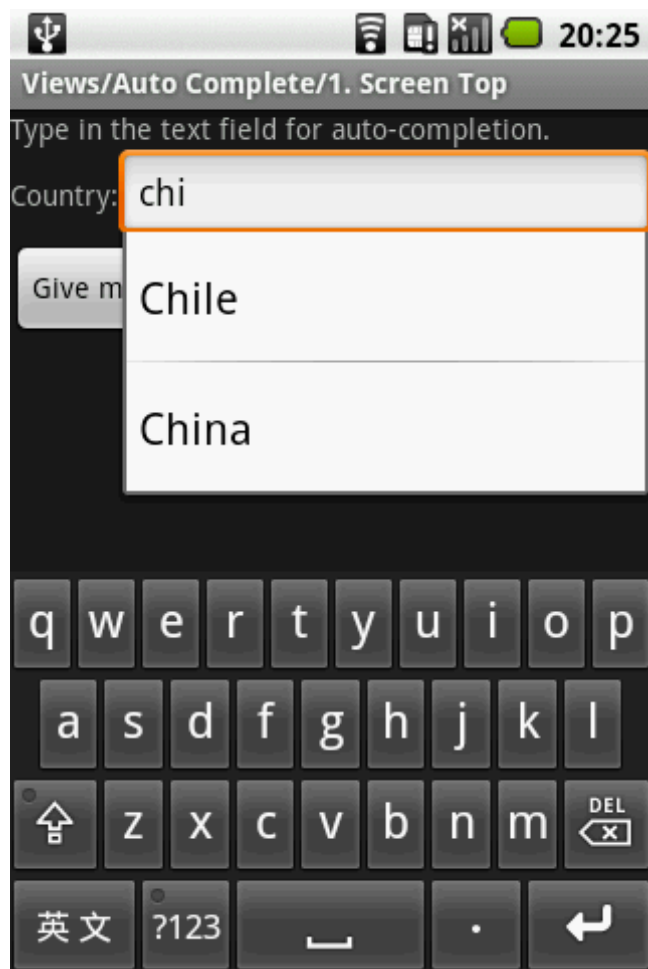 20:25
Views/Auto Complete/1. Screen Top
Type in the text field for auto-completion.
Country: chi
Give m
Chile
China
q w e r t y u i o p
a s d f g h j k l
z x c v b n m DEL
英文 ?123 .